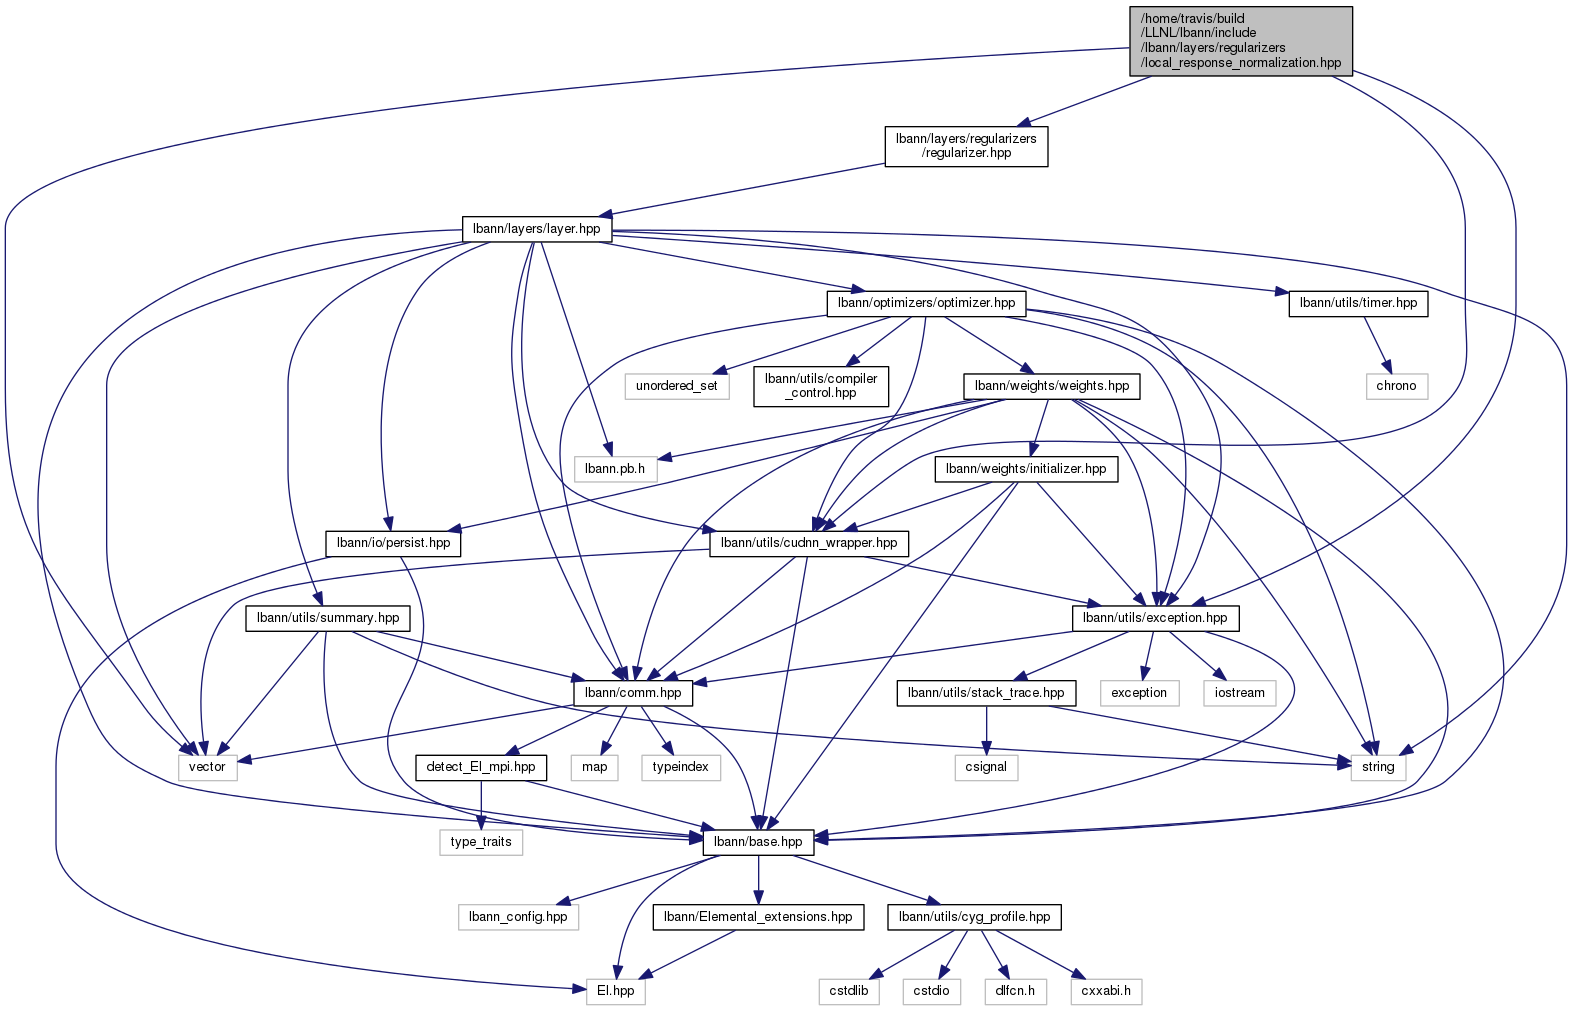 /home/travis/build
/LLNL/lbann/include
/lbann/layers/regularizers
/local_response_normalization.hpp
lbann/layers/regularizers
/regularizer.hpp
lbann/layers/layer.hpp
lbann/optimizers/optimizer.hpp
lbann/utils/timer.hpp
unordered_set
lbann/utils/compiler
_control.hpp
lbann/weights/weights.hpp
chrono
lbann.pb.h
lbann/weights/initializer.hpp
lbann/io/persist.hpp
lbann/utils/cudnn_wrapper.hpp
lbann/utils/summary.hpp
lbann/utils/exception.hpp
lbann/comm.hpp
lbann/utils/stack_trace.hpp
exception
iostream
vector
detect_El_mpi.hpp
map
typeindex
csignal
string
type_traits
lbann/base.hpp
lbann_config.hpp
lbann/Elemental_extensions.hpp
lbann/utils/cyg_profile.hpp
El.hpp
cstdlib
cstdio
dlfcn.h
cxxabi.h